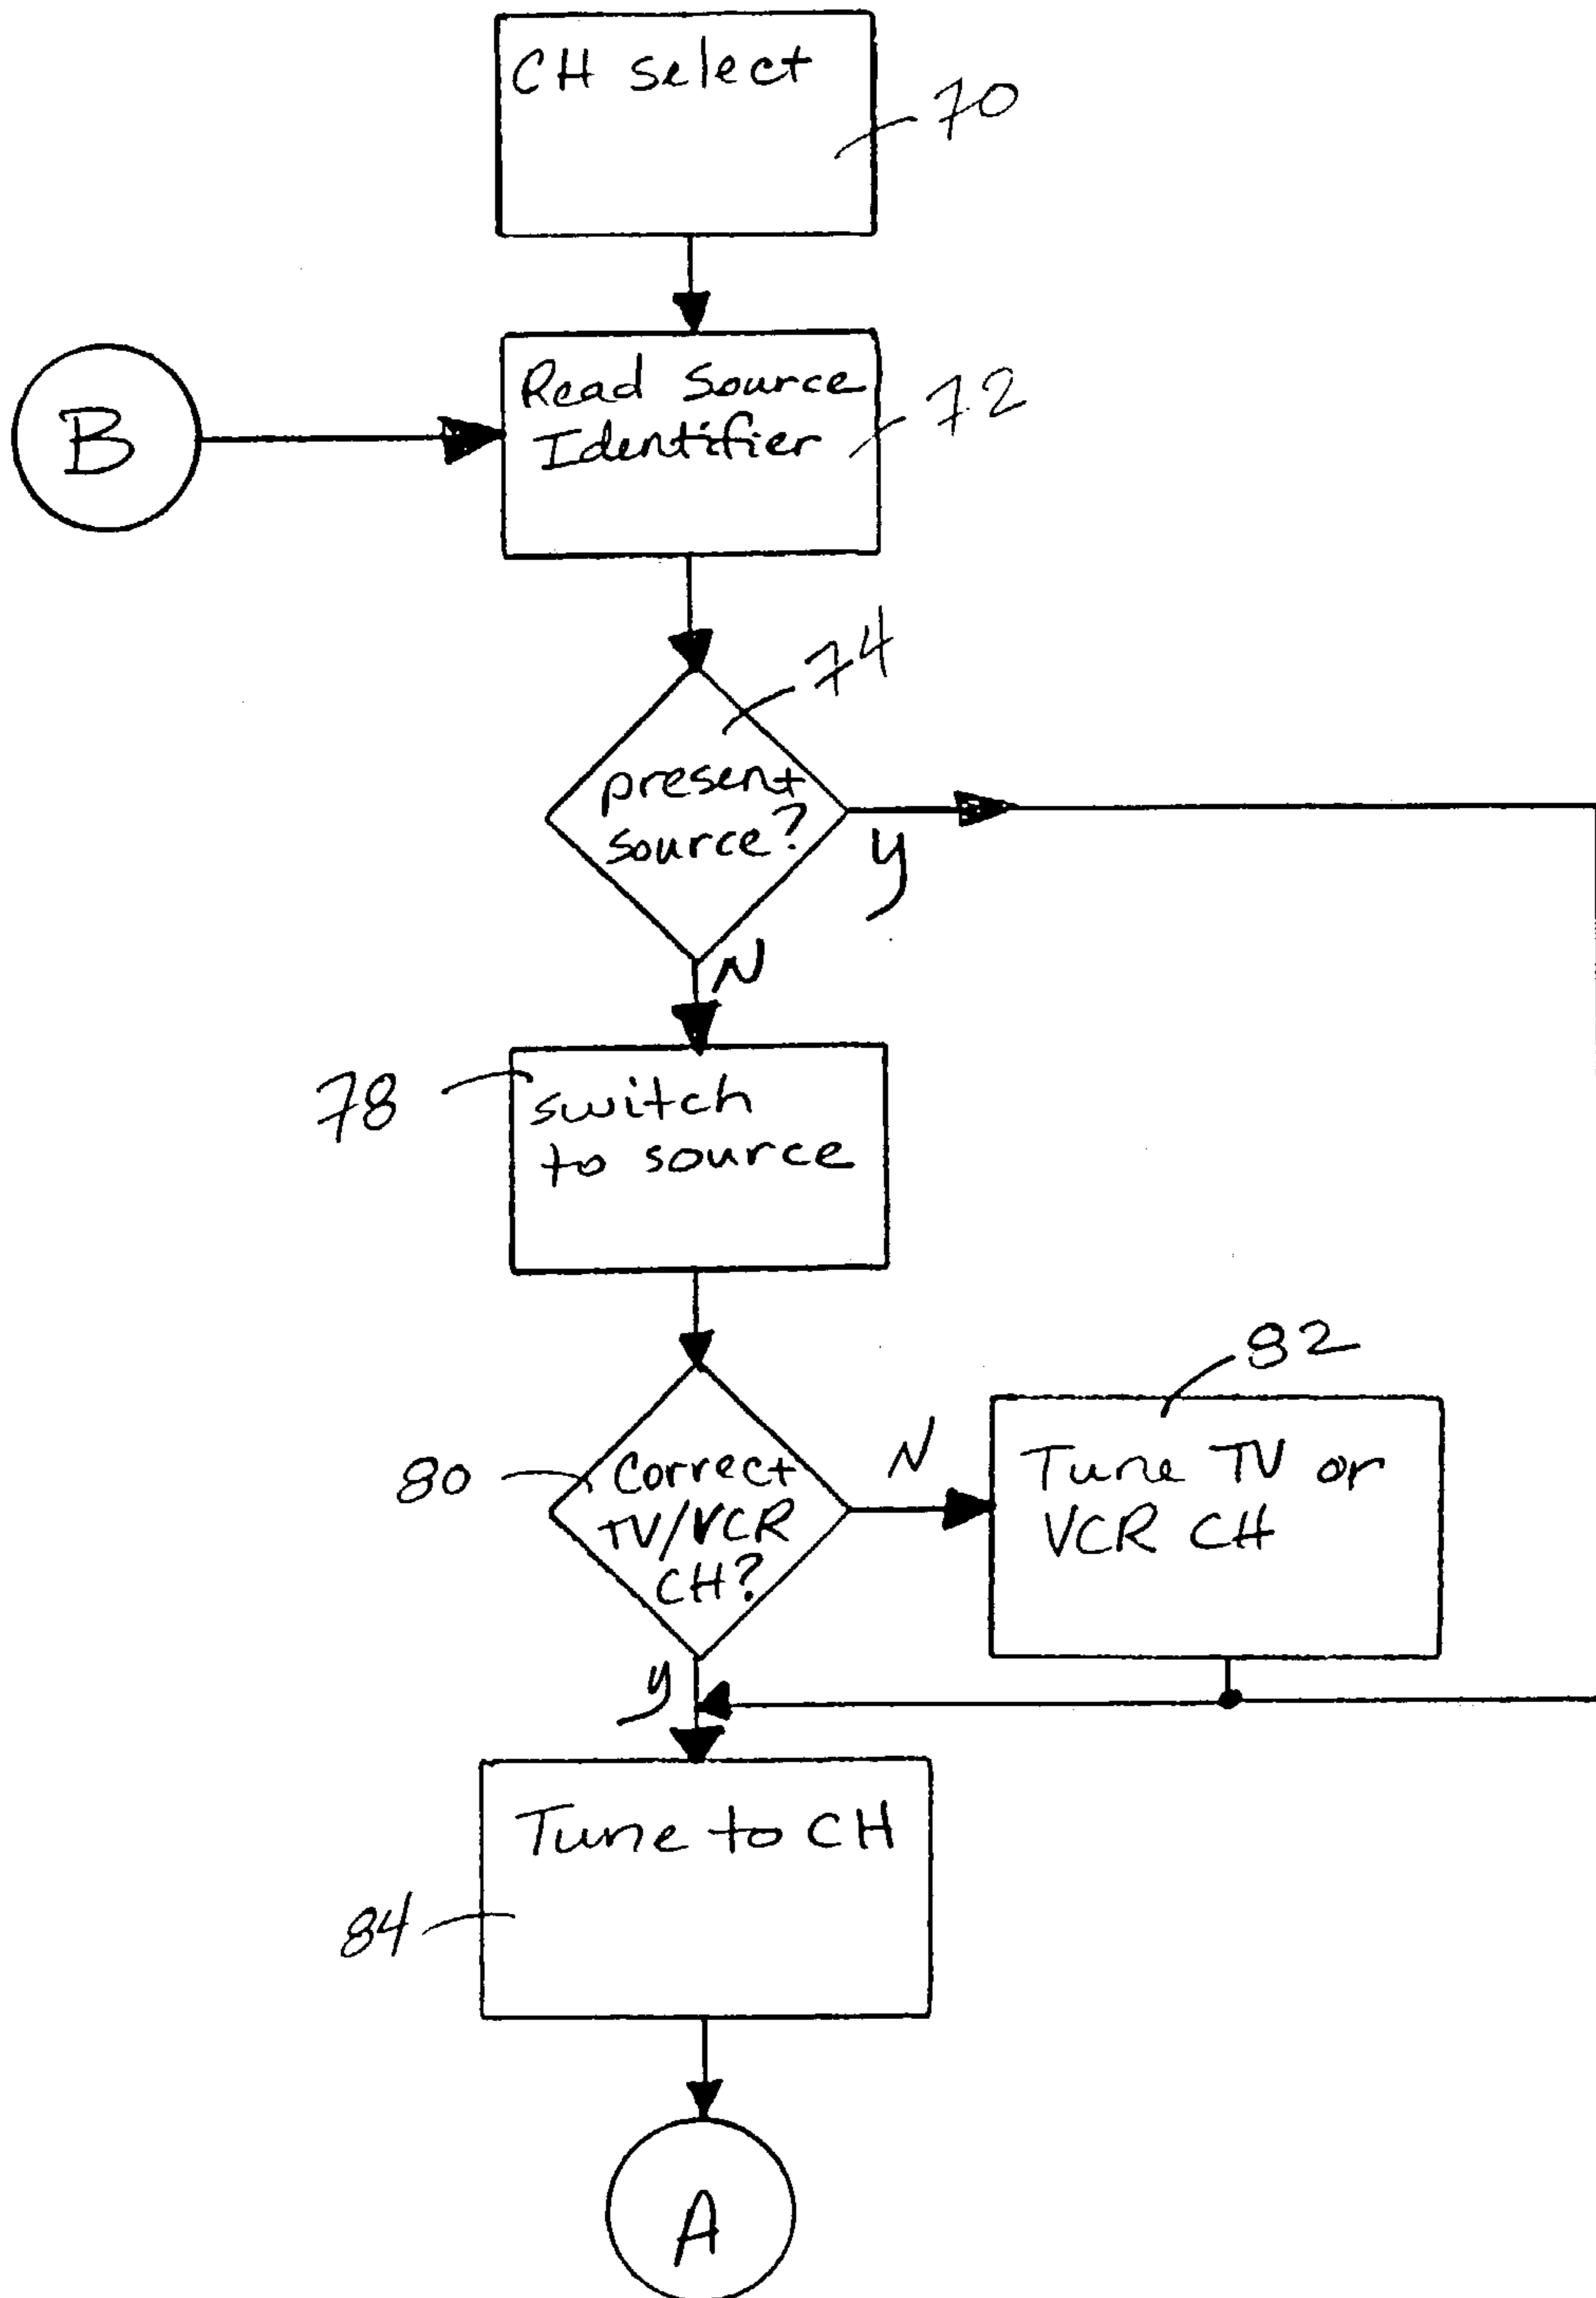 CH select
70
Read Source
Identifier
72
B
74
present
source?
Y
N
78
switch
to source
82
80
Correct
TV/VCR
CH?
N
Tune TV or
VCR CH
Y
Tune to CH
84
A